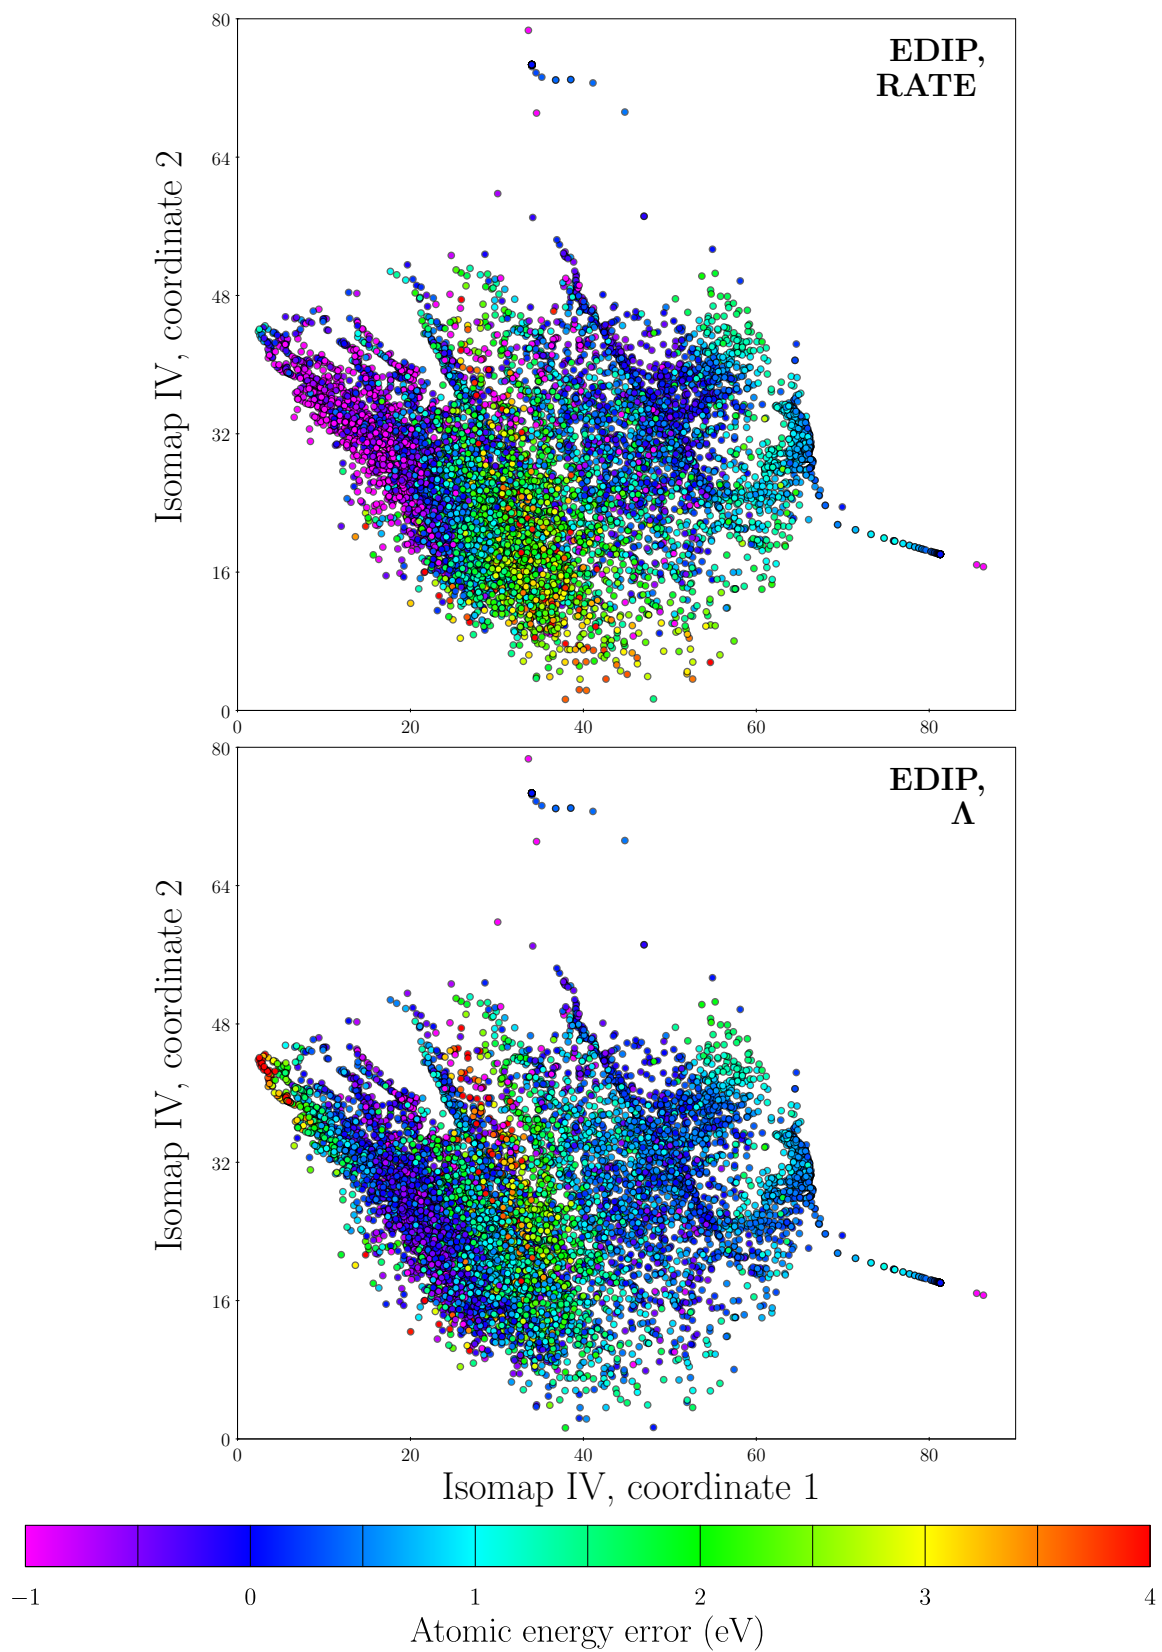 80
64
48
32
16
0
Isomap IV, coordinate 2
EDIP,
RATE
0 20 40 60 80
80
64
48
32
16
0
Isomap IV, coordinate 2
EDIP,
Λ
0 20 40 60 80
Isomap IV, coordinate 1
−1 0 1 2 3 4
Atomic energy error (eV)